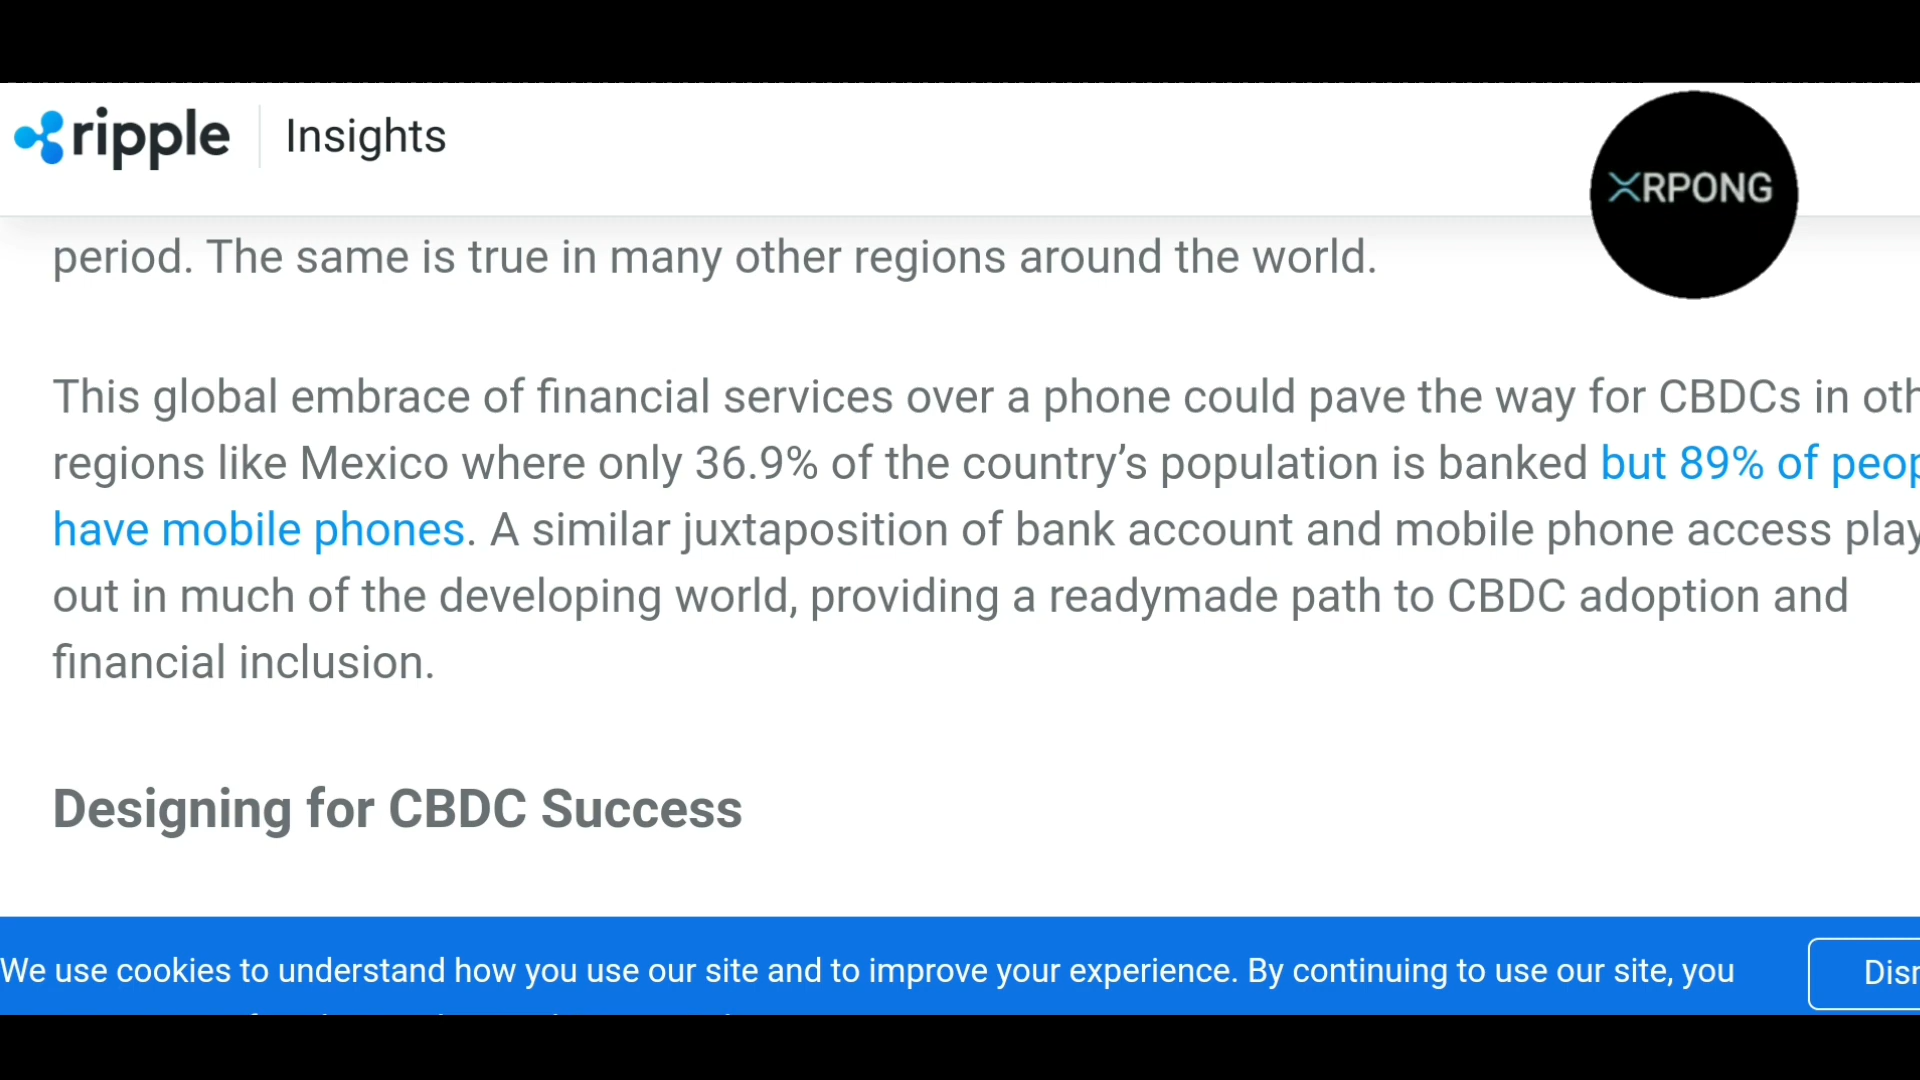 ripple Insights
XRPONG
period. The same is true in many other regions around the world.
This global embrace of financial services over a phone could pave the way for CBDCs in
regions like Mexico where only 36.9% of the country’s population is banked but 89% of
have mobile phones. A similar juxtaposition of bank account and mobile phone access
out in much of the developing world, providing a readymade path to CBDC adoption and
financial inclusion.
Designing for CBDC Success
We use cookies to understand how you use our site and to improve your experience. By continuing to use our site, you